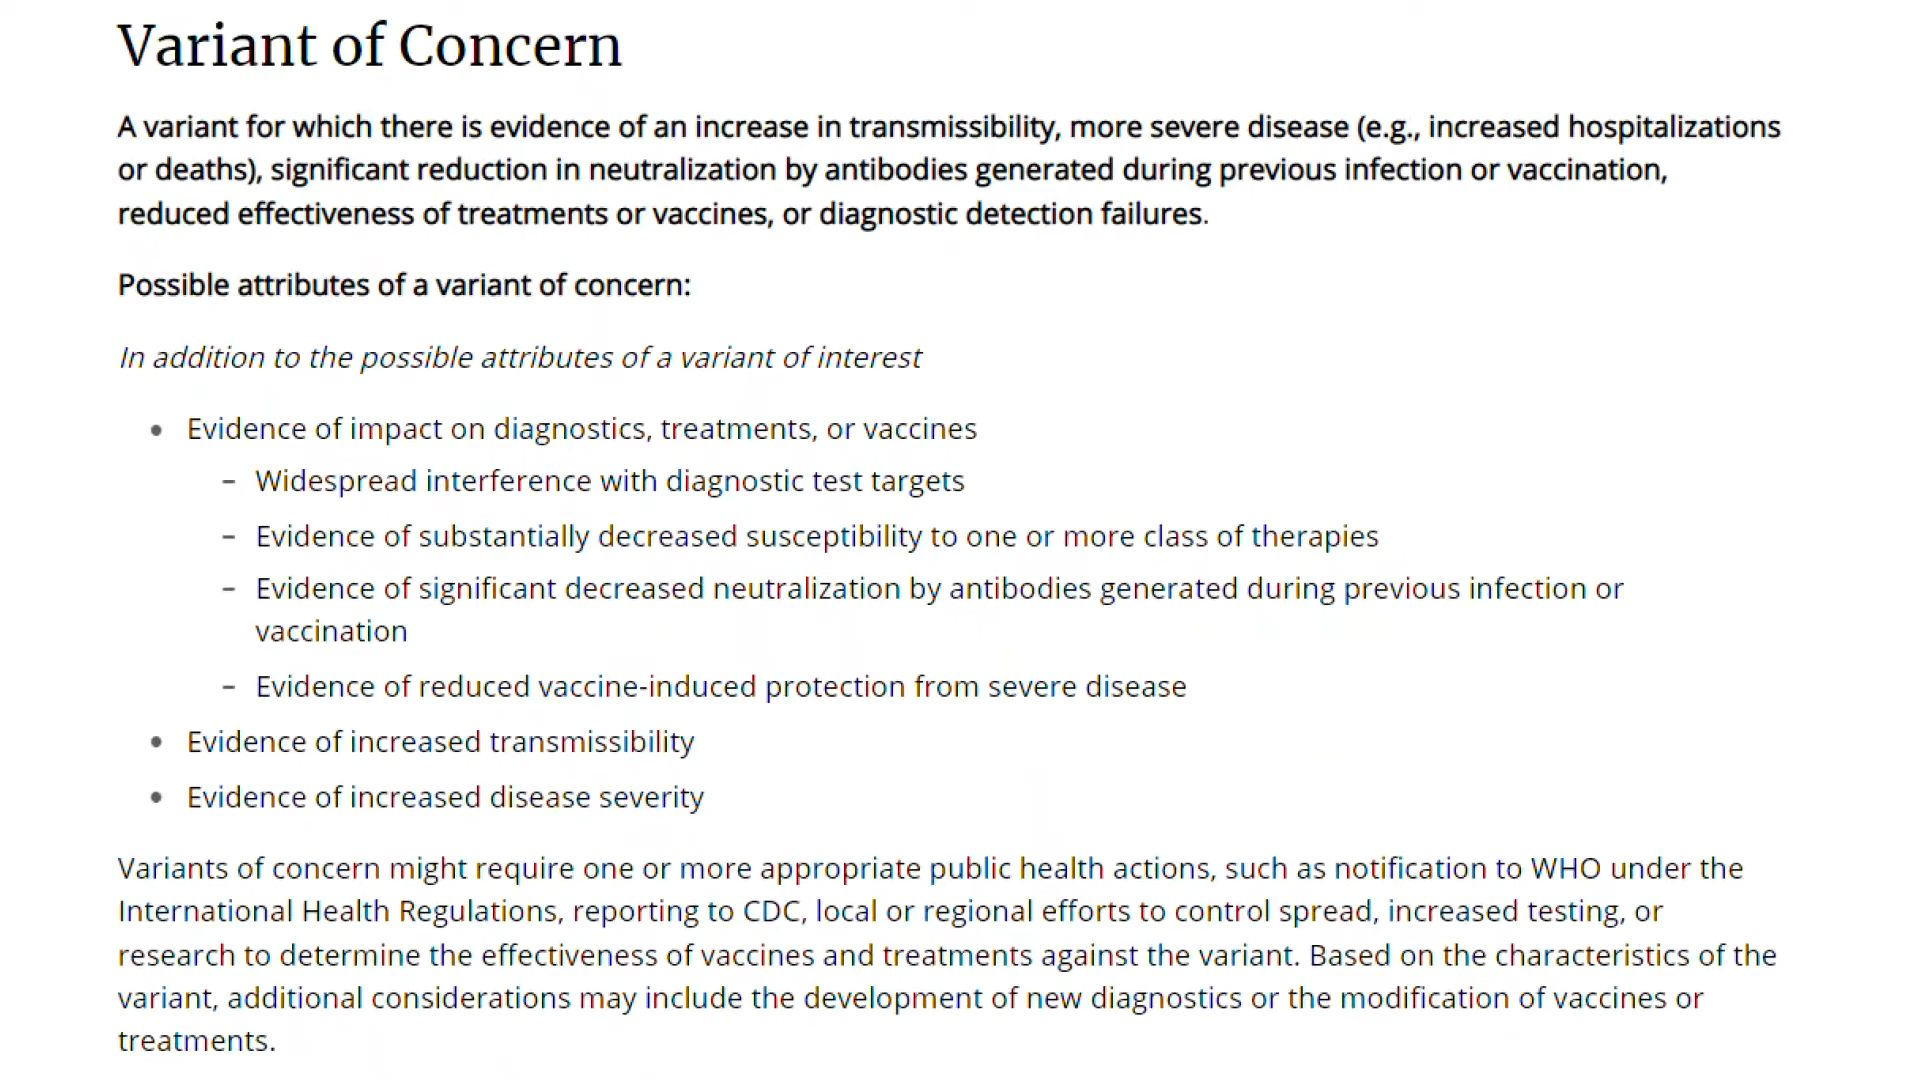 Variant of Concern
A variant for which there is evidence of an increase in transmissibility, more severe disease (e.g., increased hospitalizations
or deaths), significant reduction in neutralization by antibodies generated during previous infection or vaccination,
reduced effectiveness of treatments or vaccines, or diagnostic detection failures.
Possible attributes of a variant of concern:
In addition to the possible attributes of a variant of interest
• Evidence of impact on diagnostics, treatments, or vaccines
– Widespread interference with diagnostic test targets
– Evidence of substantially decreased susceptibility to one or more class of therapies
– Evidence of significant decreased neutralization by antibodies generated during previous infection or
vaccination
– Evidence of reduced vaccine-induced protection from severe disease
• Evidence of increased transmissibility
• Evidence of increased disease severity
Variants of concern might require one or more appropriate public health actions, such as notification to WHO under the
International Health Regulations, reporting to CDC, local or regional efforts to control spread, increased testing, or
research to determine the effectiveness of vaccines and treatments against the variant. Based on the characteristics of the
variant, additional considerations may include the development of new diagnostics or the modification of vaccines or
treatments.